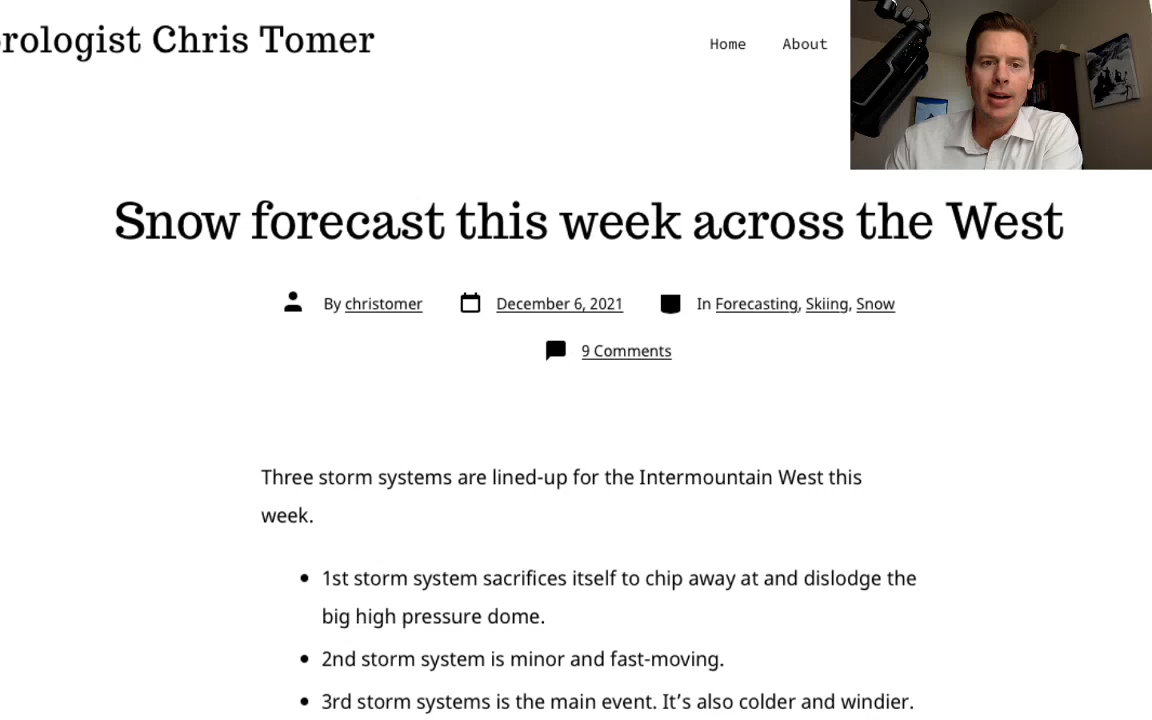 rologist Chris Tomer
Home About
Snow forecast this week across the West
By christomer December 6, 2021 In Forecasting, Skiing, Snow
9 Comments
Three storm systems are lined-up for the Intermountain West this
week.
• 1st storm system sacrifices itself to chip away at and dislodge the
big high pressure dome.
• 2nd storm system is minor and fast-moving.
• 3rd storm systems is the main event. It’s also colder and windier.